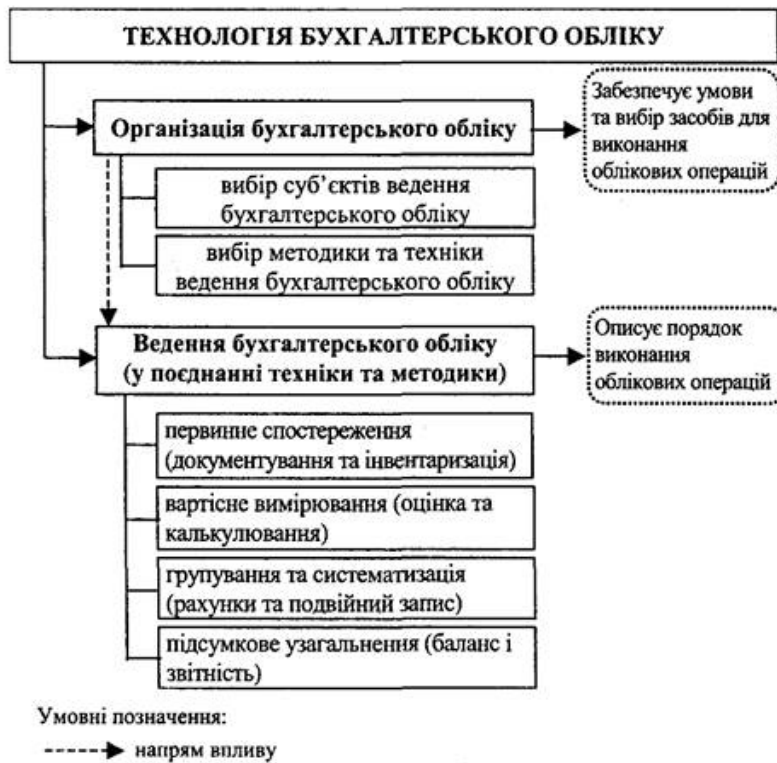 ТЕХНОЛОГІЯ БУХГАЛТЕРСЬКОГО ОБЛІКУ
Організація бухгалтерського обліку
Забезпечує умови
та вибір засобів для
виконання
облікових операцій
вибір суб’єктів ведення
бухгалтерського обліку
вибір методики та техніки
ведення бухгалтерського обліку
Ведення бухгалтерського обліку
(у поєднанні техніки та методики)
Описує порядок
виконання
облікових операцій
первинне спостереження
(документування та інвентаризація)
вартісне вимірювання (оцінка та
калькулювання)
групування та систематизація
(рахунки та подвійний запис)
підсумкове узагальнення (баланс і
звітність)
Умовні позначення:
напрям впливу